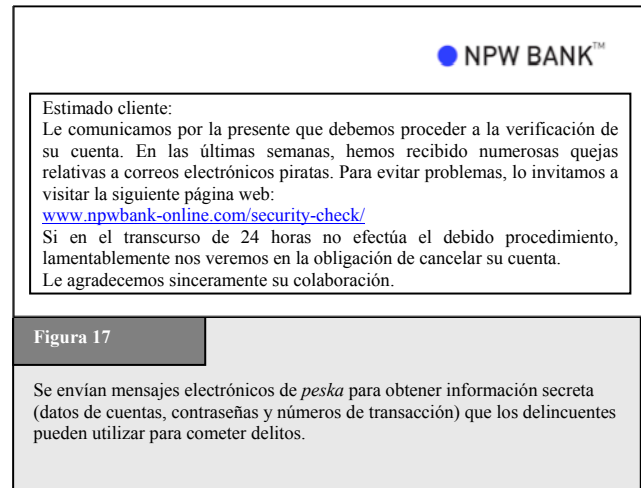 NPW BANK™
Estimado cliente:
Le comunicamos por la presente que debemos proceder a la verificación de
su cuenta. En las últimas semanas, hemos recibido numerosas quejas
relativas a correos electrónicos piratas. Para evitar problemas, lo invitamos a
visitar la siguiente página web:
www.npwbank-online.com/security-check/
Si en el transcurso de 24 horas no efectúa el debido procedimiento,
lamentablemente nos veremos en la obligación de cancelar su cuenta.
Le agradecemos sinceramente su colaboración.
Figura 17
Se envían mensajes electrónicos de peska para obtener información secreta
(datos de cuentas, contraseñas y números de transacción) que los delincuentes
pueden utilizar para cometer delitos.